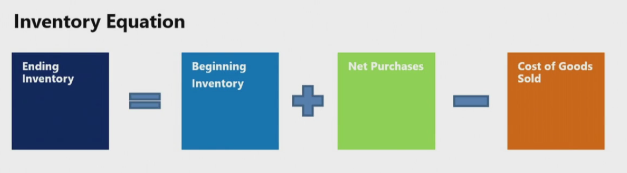 Inventory Equation
Ending
Inventory
Beginning
Inventory
Net Purchases
Cost of Goods
Sold